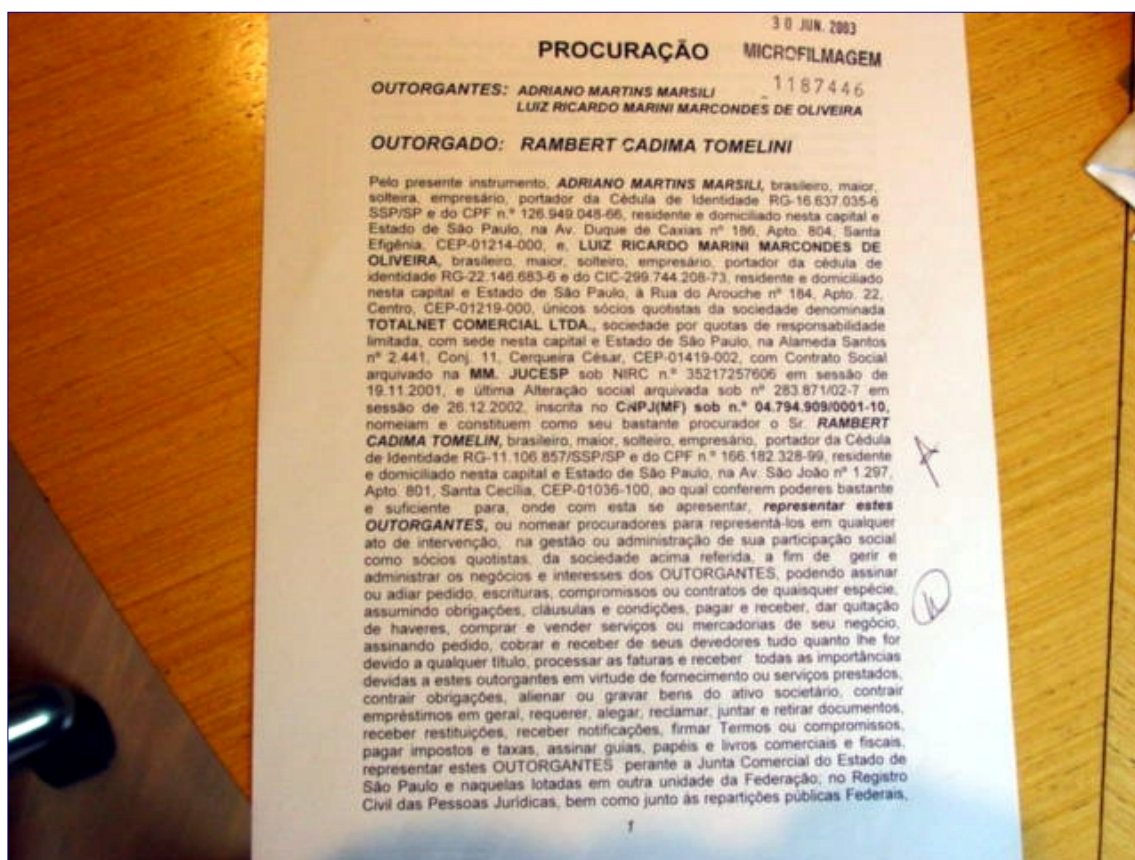 30 JUN. 2003
PROCURAÇÃO MICROFILMAGEM
1187446
OUTORGANTES: ADRIANO MARTINS MARSILI
LUIZ RICARDO MARINI MARCONDES DE OLIVEIRA
OUTORGADO: RAMBERT CADIMA TOMELINI
Pelo presente instrumento, ADRIANO MARTINS MARSILI, brasileiro, maior,
solteira, empresário, portador da Cédula de Identidade RG-16.637.035-6
SSP/SP e do CPF n.º 126.949.048-66, residente e domiciliado nesta capital e
Estado de São Paulo, na Av. Duque de Caxias nº 186, Apto. 804, Santa
Efigênia, CEP-01214-000, e, LUIZ RICARDO MARINI MARCONDES DE
OLIVEIRA, brasileiro, maior, solteiro, empresário, portador da cédula de
identidade RG-22.146.683-6 e do CIC-299.744.208-73, residente e domiciliado
nesta capital e Estado de São Paulo, à Rua do Arouche nº 184, Apto. 22,
Centro, CEP-01219-000, únicos sócios quotistas da sociedade denominada
TOTALNET COMERCIAL LTDA., sociedade por quotas de responsabilidade
limitada, com sede nesta capital e Estado de São Paulo, na Alameda Santos
nº 2.441, Conj. 11, Cerqueira César, CEP-01419-002, com Contrato Social
arquivado na MM. JUCESP sob NIRC n.º 35217257606 em sessão de
19.11.2001, e última Alteração social arquivada sob nº 283.871/02-7 em
sessão de 26.12.2002, inscrita no CNPJ(MF) sob n.º 04.794.909/0001-10,
nomeiam e constituem como seu bastante procurador o Sr. RAMBERT
CADIMA TOMELIN, brasileiro, maior, solteiro, empresário, portador da Cédula
de Identidade RG-11.106.857/SSP/SP e do CPF n.º 166.182.328-99, residente
e domiciliado nesta capital e Estado de São Paulo, na Av. São João nº 1.297,
Apto. 801, Santa Cecília, CEP-01036-100, ao qual conferem poderes bastante
e suficiente para, onde com esta se apresentar, representar estes
OUTORGANTES, ou nomear procuradores para representá-los em qualquer
ato de intervenção, na gestão ou administração de sua participação social
como sócios quotistas, da sociedade acima referida, a fim de gerir e
administrar os negócios e interesses dos OUTORGANTES, podendo assinar
ou adiar pedido, escrituras, compromissos ou contratos de quaisquer espécie,
assumindo obrigações, cláusulas e condições, pagar e receber, dar quitação
de haveres, comprar e vender serviços ou mercadorias de seu negócio,
assinando pedido, cobrar e receber de seus devedores tudo quanto lhe for
devido a qualquer título, processar as faturas e receber todas as importâncias
devidas a estes outorgantes em virtude de fornecimento ou serviços prestados,
contrair obrigações, alienar ou gravar bens do ativo societário, contrair
empréstimos em geral, requerer, alegar, reclamar, juntar e retirar documentos,
receber restituições, receber notificações, firmar Termos ou compromissos,
pagar impostos e taxas, assinar guias, papéis e livros comerciais e fiscais,
representar estes OUTORGANTES perante a Junta Comercial do Estado de
São Paulo e naquelas lotadas em outra unidade da Federação; no Registro
Civil das Pessoas Jurídicas, bem como junto às repartições públicas Federais,
1